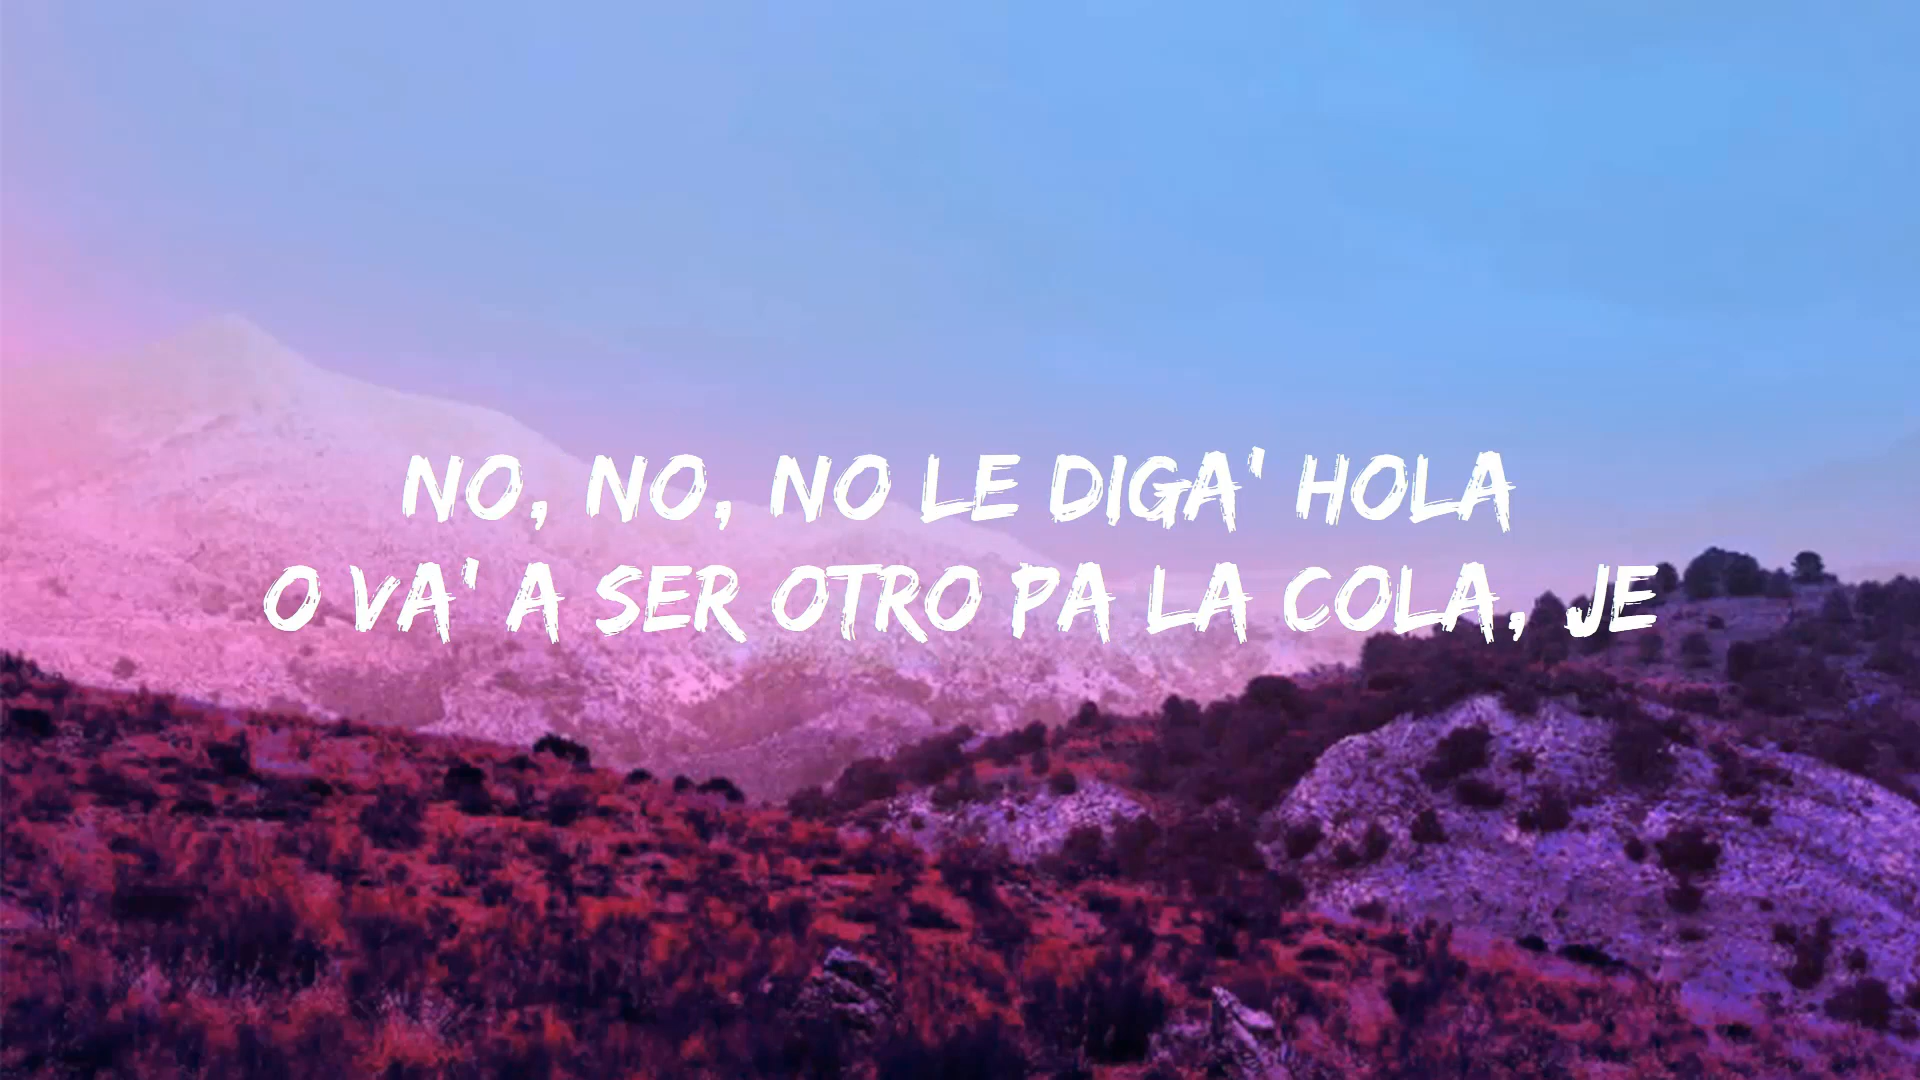 NO, NO, NO LE DIGA' HOLA
O VA' A SER OTRO PA LA COLA, JE